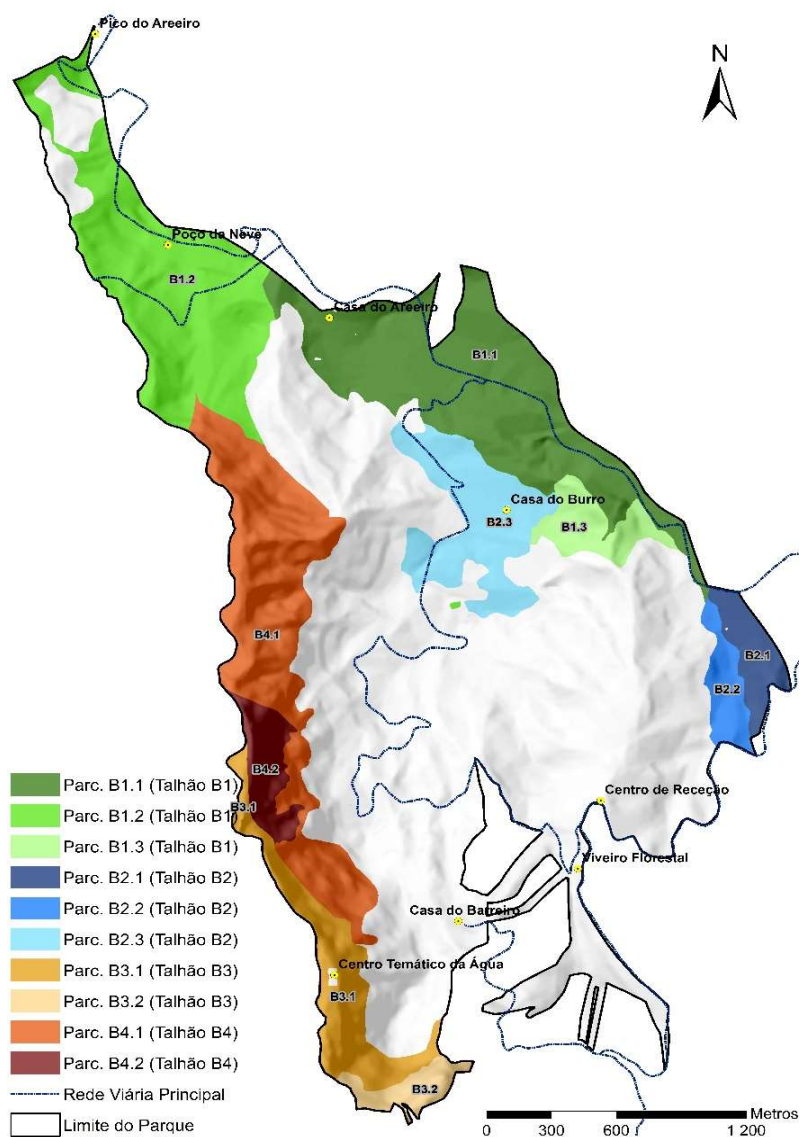 Pico do Areeiro
N
Poço da Neve
B1.2
Casa do Areeiro
B1.1
Casa do Burro
B2.3
B1.3
B4.1
B2.1
B2.2
B4.2
B3.1
Centro de Receção
Viveiro Florestal
Casa do Barreiro
Centro Temático da Água
B3.1
B3.2
Parc. B1.1 (Talhão B1)
Parc. B1.2 (Talhão B1)
Parc. B1.3 (Talhão B1)
Parc. B2.1 (Talhão B2)
Parc. B2.2 (Talhão B2)
Parc. B2.3 (Talhão B2)
Parc. B3.1 (Talhão B3)
Parc. B3.2 (Talhão B3)
Parc. B4.1 (Talhão B4)
Parc. B4.2 (Talhão B4)
Rede Viária Principal
Limite do Parque
Metros
0 300 600 1 200